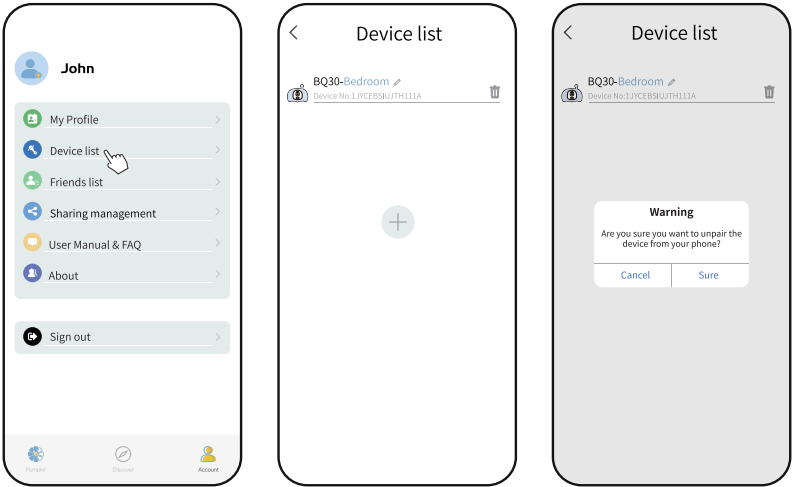 John
My Profile
Device list
Friends list
Sharing management
User Manual & FAQ
About
Sign out
Discover
Account
Device list
BQ30-Bedroom
Device No:1JYCEBSIUJTH111A
Device list
BQ30-Bedroom
Device No:1JYCEBSIUJTH111A
Warning
Are you sure you want to unpair the
device from your phone?
Cancel
Sure